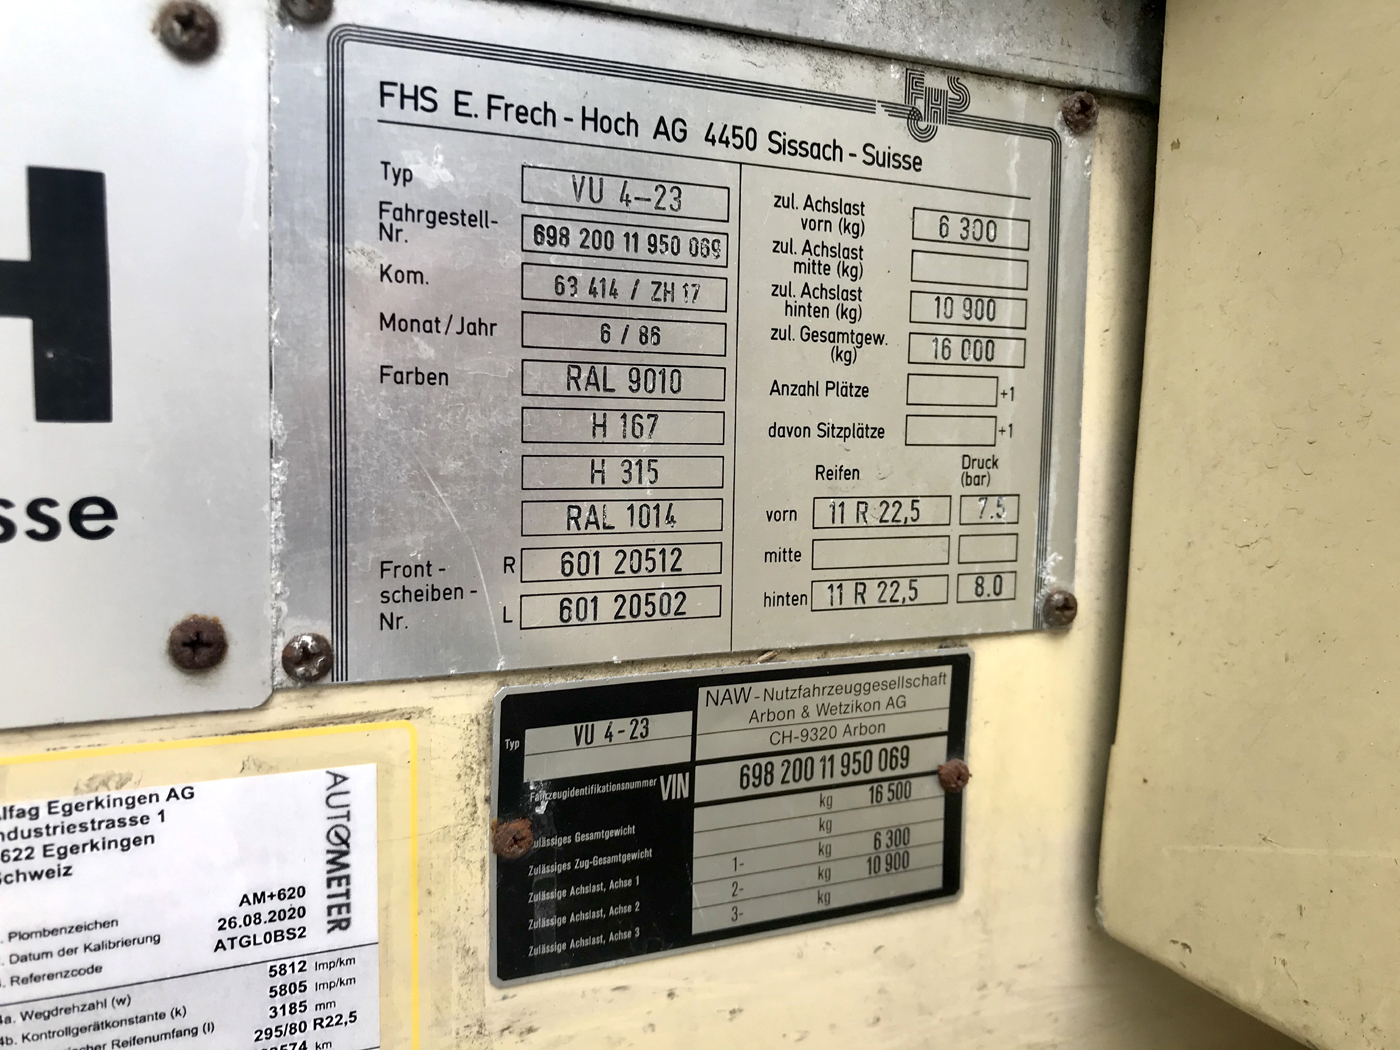 H
sse
FHS
FHS E. Frech - Hoch AG 4450 Sissach - Suisse
Typ VU 4-23
Fahrgestell-
Nr. 698 200 11 950 069
Kom. 63 414 / ZH 17
Monat/Jahr 6 / 86
Farben RAL 9010
H 167
H 315
RAL 1014
Front -
scheiben -
Nr.
R 601 20512
L 601 20502
zul. Achslast
vorn (kg) 6 300
zul. Achslast
mitte (kg)
zul. Achslast
hinten (kg) 10 900
zul. Gesamtgew.
(kg) 16 000
Anzahl Plätze +1
davon Sitzplätze +1
Reifen Druck
(bar)
vorn 11 R 22,5 7.5
mitte
hinten 11 R 22,5 8.0
NAW - Nutzfahrzeuggesellschaft
Arbon & Wetzikon AG
CH-9320 Arbon
Typ VU 4-23
Fahrzeugidentifikationsnummer VIN 698 200 11 950 069
Zulässiges Gesamtgewicht kg 16 500
Zulässiges Zug-Gesamtgewicht kg
Zulässige Achslast, Achse 1 1- kg 6 300
Zulässige Achslast, Achse 2 2- kg 10 900
Zulässige Achslast, Achse 3 3- kg
AUTOMETER
lfag Egerkingen AG
ndustriestrasse 1
622 Egerkingen
chweiz
. Plombenzeichen AM+620
. Datum der Kalibrierung 26.08.2020
. Referenzcode ATGL0BS2
4a. Wegdrehzahl (w) 5812 Imp/km
4b. Kontrollgerätkonstante (k) 5805 Imp/km
Reifenumfang (l) 3185 mm
295/80 R22,5
km